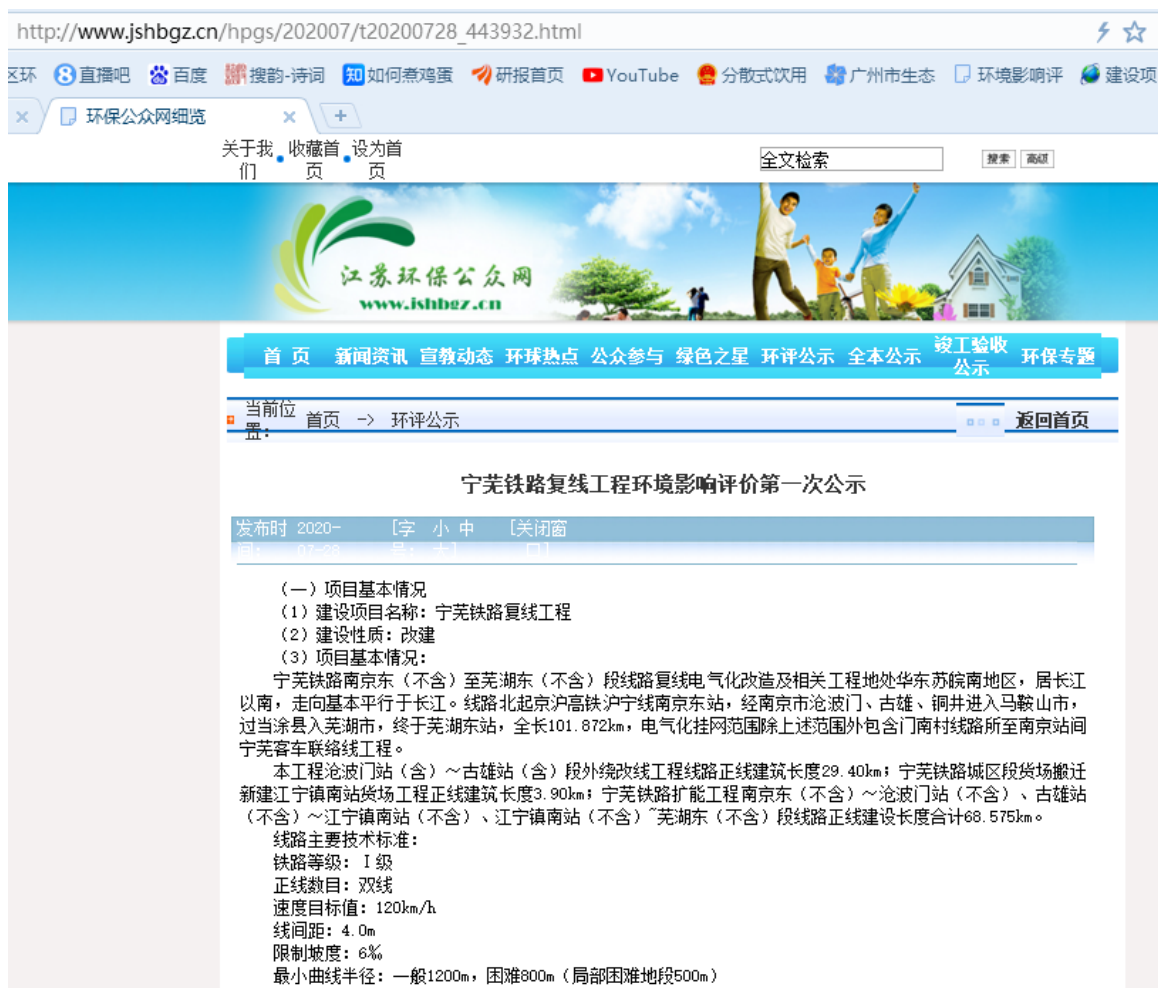 http://www.jshbgz.cn/hpgs/202007/t20200728_443932.html
区环 直播吧 百度 搜韵-诗词 知 如何煮鸡蛋 研报首页 YouTube 分散式饮用 广州市生态 环境影响评 建设项
环保公众网细览
关于我们 收藏首页 设为首页
全文检索 搜索 高级
江苏环保公众网
www.jshbgz.cn
首 页 新闻资讯 宣教动态 环球热点 公众参与 绿色之星 环评公示 全本公示 竣工验收公示 环保专题
当前位置： 首页 -> 环评公示 返回首页
宁芜铁路复线工程环境影响评价第一次公示
发布时间： 2020-07-28 [字号： 小 中 大] [关闭窗口]
（一）项目基本情况
（1）建设项目名称：宁芜铁路复线工程
（2）建设性质：改建
（3）项目基本情况：
宁芜铁路南京东（不含）至芜湖东（不含）段线路复线电气化改造及相关工程地处华东苏皖南地区，居长江
以南，走向基本平行于长江。线路北起京沪高铁沪宁线南京东站，经南京市沧波门、古雄、铜井进入马鞍山市，
过当涂县入芜湖市，终于芜湖东站，全长101.872km，电气化挂网范围除上述范围外包含门南村线路所至南京站间
宁芜客车联络线工程。
本工程沧波门站（含）～古雄站（含）段外绕改线工程线路正线建筑长度29.40km；宁芜铁路城区段货场搬迁
新建江宁镇南站货场工程正线建筑长度3.90km；宁芜铁路扩能工程南京东（不含）～沧波门站（不含）、古雄站
（不含）～江宁镇南站（不含）、江宁镇南站（不含）~芜湖东（不含）段线路正线建设长度合计68.575km。
线路主要技术标准：
铁路等级：Ⅰ级
正线数目：双线
速度目标值：120km/h
线间距：4.0m
限制坡度：6‰
最小曲线半径：一般1200m，困难800m（局部困难地段500m）